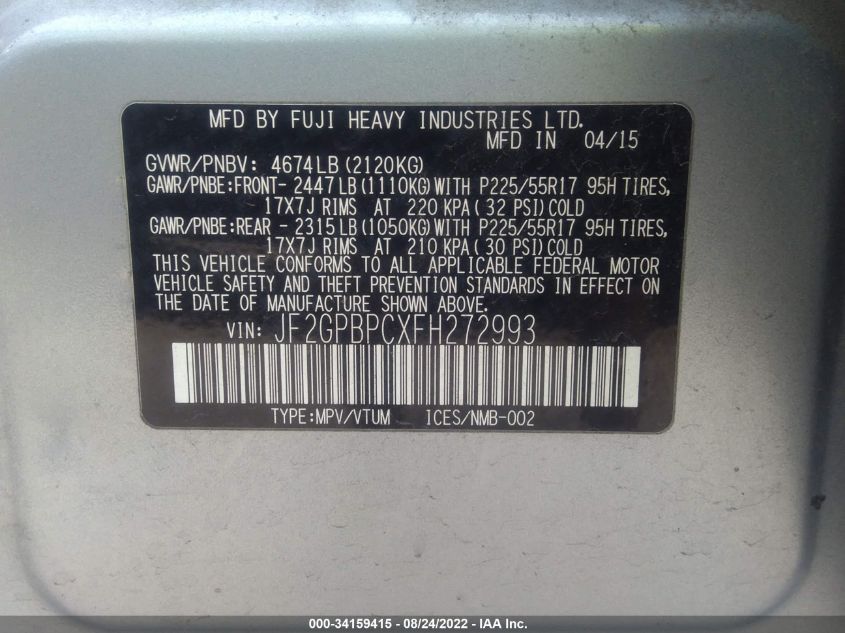 MFD BY FUJI HEAVY INDUSTRIES LTD.
MFD IN 04/15
GVWR/PNBV: 4674LB(2120KG)
GAWR/PNBE:FRONT- 2447LB(1110KG)WITH P225/55R17 95H TIRES,
17X7J RIMS AT 220 KPA( 32 PSI)COLD
GAWR/PNBE:REAR - 2315LB(1050KG)WITH P225/55R17 95H TIRES,
17X7J RIMS AT 210 KPA( 30 PSI)COLD
THIS VEHICLE CONFORMS TO ALL APPLICABLE FEDERAL MOTOR
VEHICLE SAFETY AND THEFT PREVENTION STANDARDS IN EFFECT ON
THE DATE OF MANUFACTURE SHOWN ABOVE.
VIN: JF2GPBPCXFH272993
TYPE:MPV/VTUM ICES/NMB-002
000-34159415 - 08/24/2022 - IAA Inc.